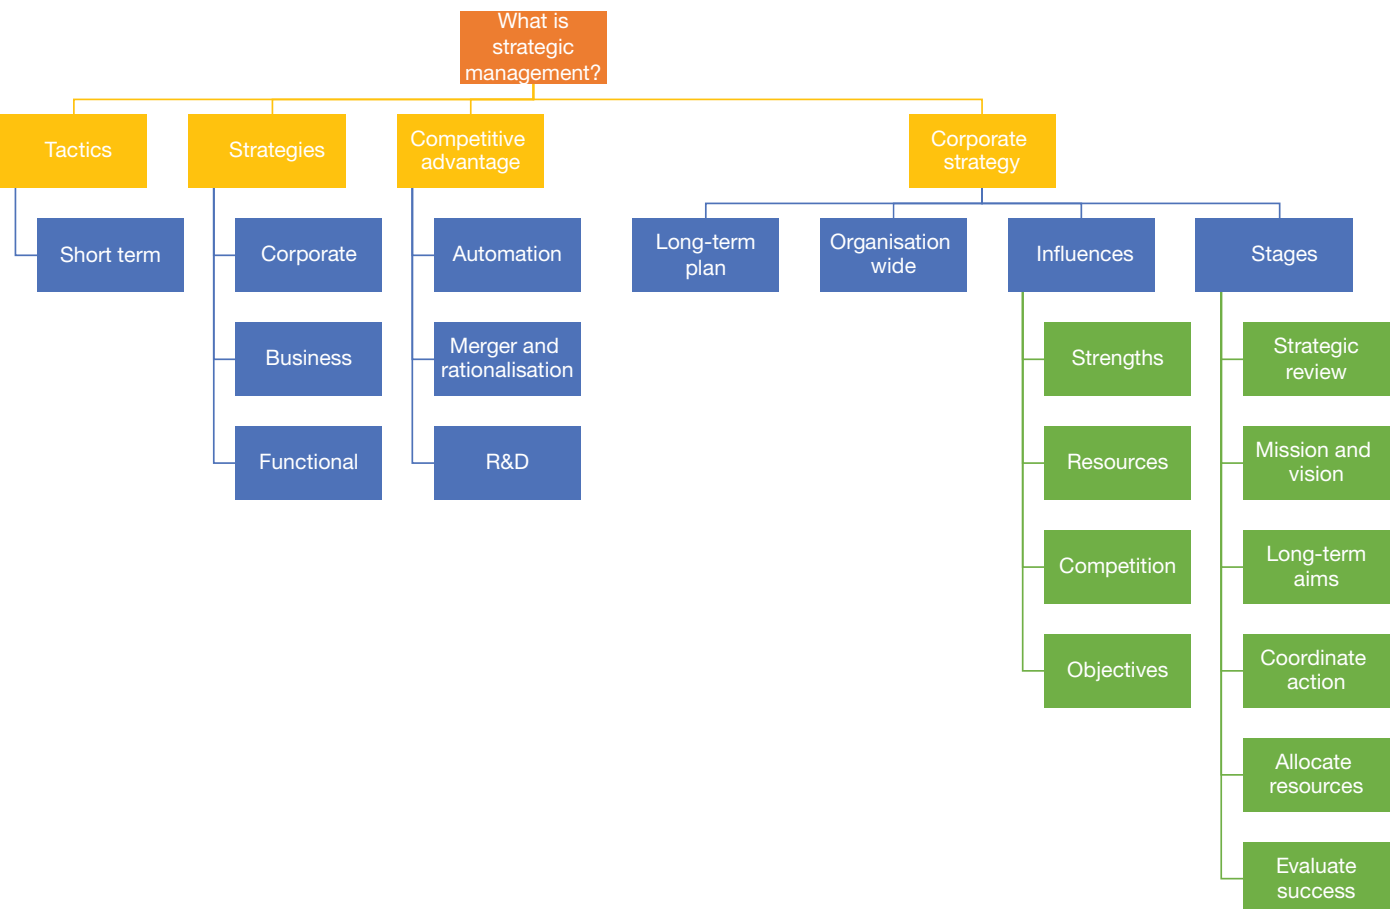 What is
strategic
management?
Tactics
Strategies
Competitive
advantage
Corporate
strategy
Short term
Corporate
Automation
Long-term
plan
Organisation
wide
Influences
Stages
Business
Merger and
rationalisation
Strengths
Strategic
review
Functional
R&D
Resources
Mission and
vision
Competition
Long-term
aims
Objectives
Coordinate
action
Allocate
resources
Evaluate
success